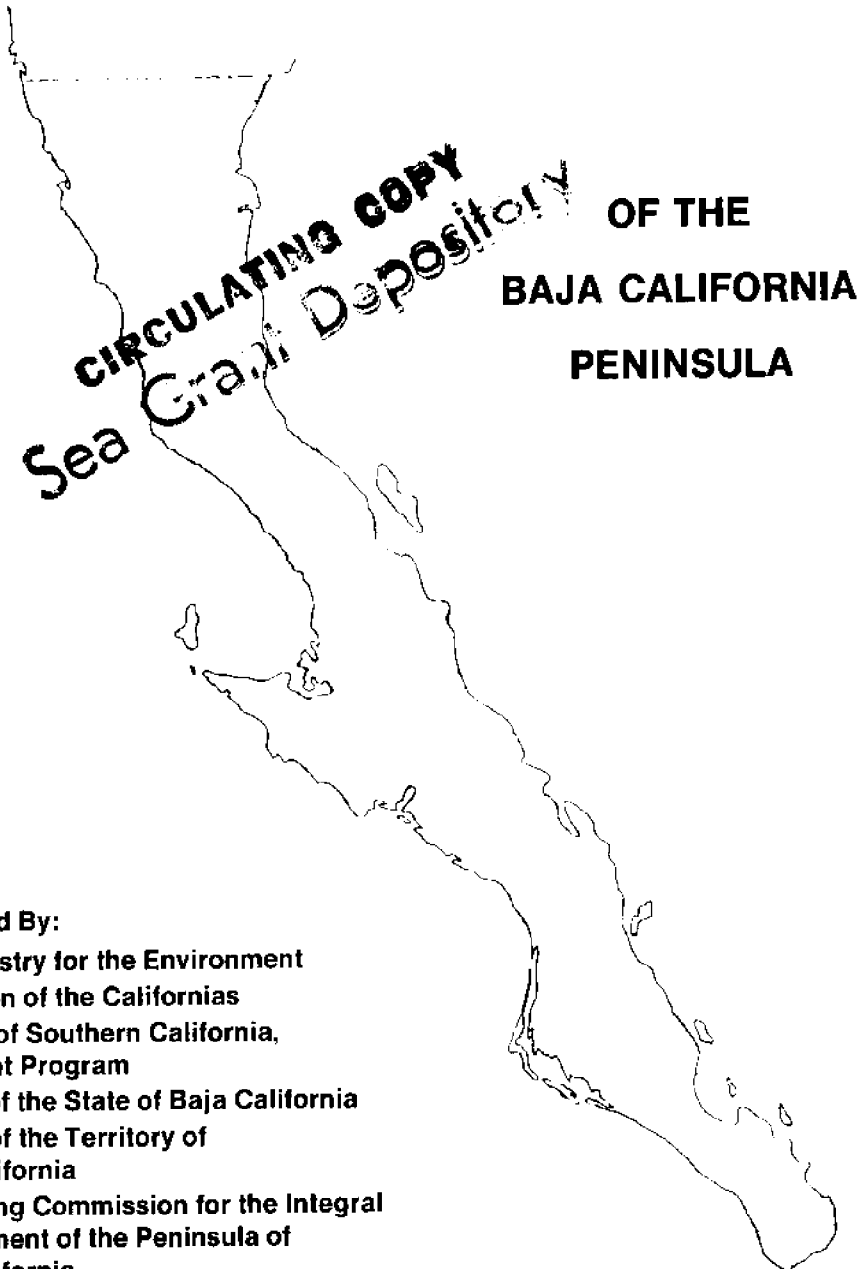 CIRCULATING COPY
Sea Grant Depository
OF THE
BAJA CALIFORNIA
PENINSULA
d By:
stry for the Environment
n of the Californias
of Southern California,
t Program
f the State of Baja California
f the Territory of
ifornia
ng Commission for the Integral
ment of the Peninsula of
ifornia